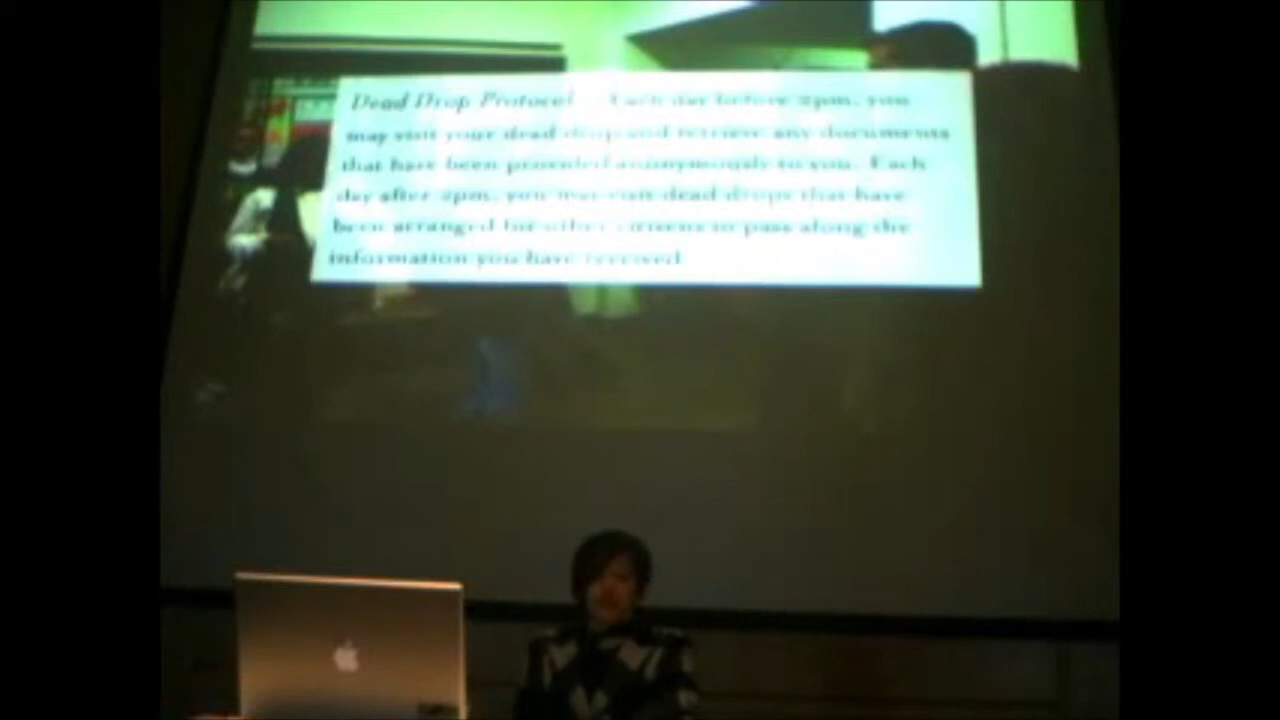 Dead Drop Protocol Each day before 2pm, you
may visit your dead drop and retrieve any documents
that have been provided anonymously to you. Each
day after 2pm, you may visit dead drops that have
been arranged for other citizens to pass along the
information you have received